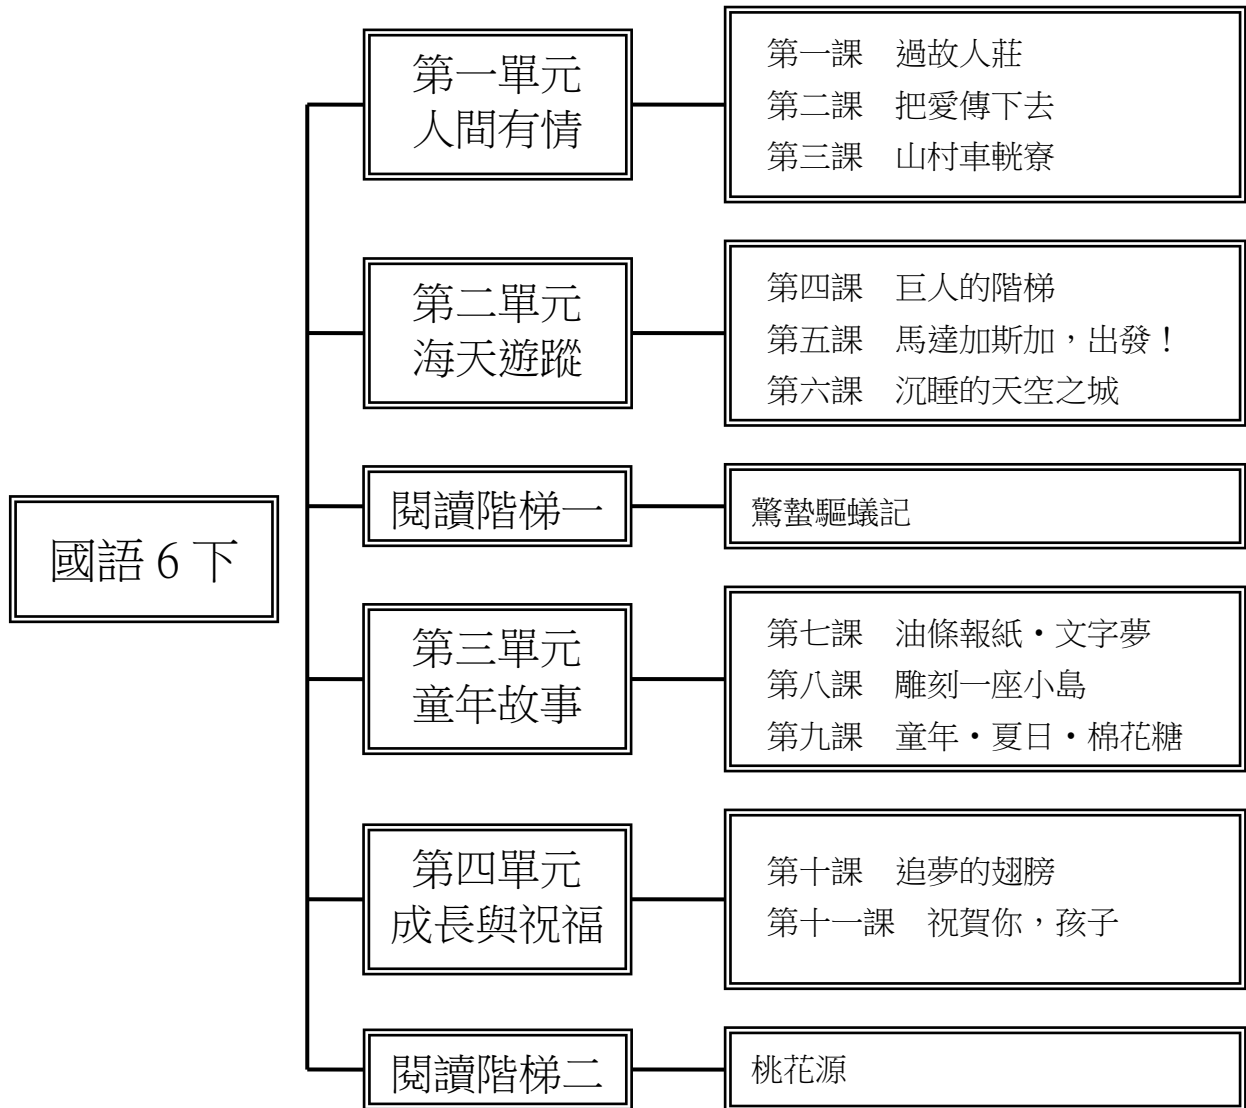 國語 6 下
第一單元
人間有情
第一課　過故人莊
第二課　把愛傳下去
第三課　山村車輄寮
第二單元
海天遊蹤
第四課　巨人的階梯
第五課　馬達加斯加，出發！
第六課　沉睡的天空之城
閱讀階梯一
驚蟄驅蟻記
第三單元
童年故事
第七課　油條報紙・文字夢
第八課　雕刻一座小島
第九課　童年・夏日・棉花糖
第四單元
成長與祝福
第十課　追夢的翅膀
第十一課　祝賀你，孩子
閱讀階梯二
桃花源